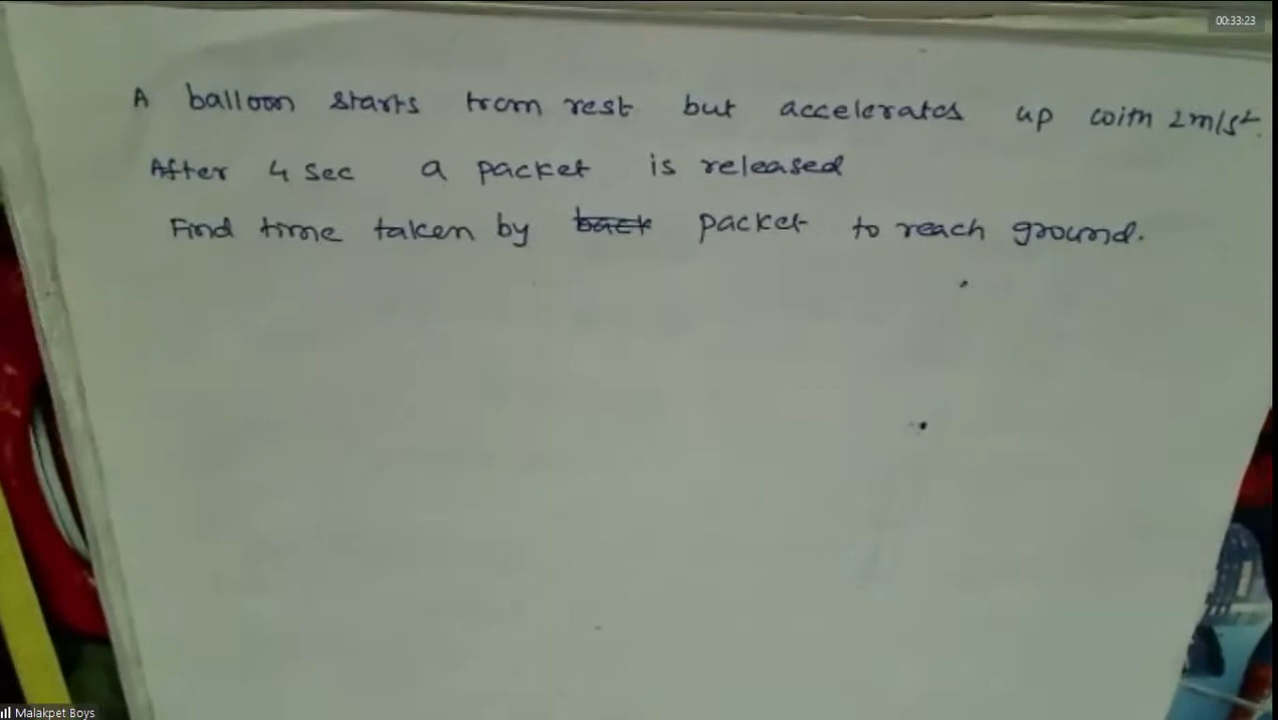 00:33:23
A balloon starts from rest but accelerates up with 2m/s².
After 4 sec a packet is released
Find time taken by back packet to reach ground.
Malakpet Boys